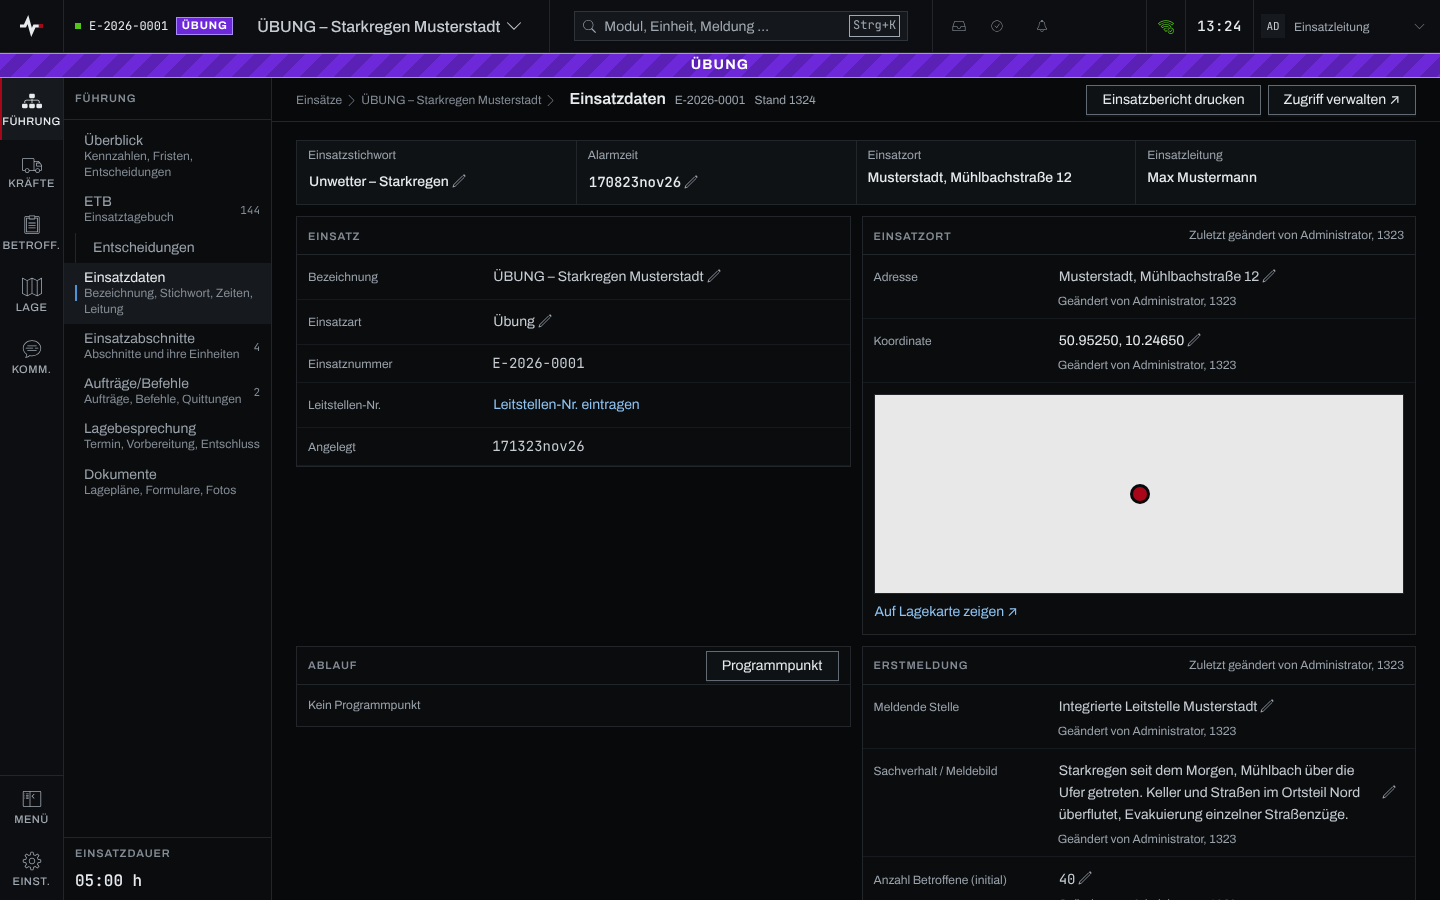 E-2026-0001 ÜBUNG ÜBUNG – Starkregen Musterstadt
Modul, Einheit, Meldung ... Strg+K
13:24 AD Einsatzleitung
ÜBUNG
FÜHRUNG
KRÄFTE
BETROFF.
LAGE
KOMM.
MENÜ
EINST.
FÜHRUNG
Überblick
Kennzahlen, Fristen,
Entscheidungen
ETB
Einsatztagebuch
144
Entscheidungen
Einsatzdaten
Bezeichnung, Stichwort, Zeiten,
Leitung
Einsatzabschnitte
Abschnitte und ihre Einheiten
4
Aufträge/Befehle
Aufträge, Befehle, Quittungen
2
Lagebesprechung
Termin, Vorbereitung, Entschluss
Dokumente
Lagepläne, Formulare, Fotos
EINSATZDAUER
05:00 h
Einsätze ÜBUNG – Starkregen Musterstadt Einsatzdaten E-2026-0001 Stand 1324
Einsatzbericht drucken Zugriff verwalten ↗
Einsatzstichwort
Unwetter – Starkregen
Alarmzeit
170823nov26
Einsatzort
Musterstadt, Mühlbachstraße 12
Einsatzleitung
Max Mustermann
EINSATZ
Bezeichnung ÜBUNG – Starkregen Musterstadt
Einsatzart Übung
Einsatznummer E-2026-0001
Leitstellen-Nr. Leitstellen-Nr. eintragen
Angelegt 171323nov26
EINSATZORT Zuletzt geändert von Administrator, 1323
Adresse Musterstadt, Mühlbachstraße 12
Geändert von Administrator, 1323
Koordinate 50.95250, 10.24650
Geändert von Administrator, 1323
Auf Lagekarte zeigen ↗
ABLAUF Programmpunkt
Kein Programmpunkt
ERSTMELDUNG Zuletzt geändert von Administrator, 1323
Meldende Stelle Integrierte Leitstelle Musterstadt
Geändert von Administrator, 1323
Sachverhalt / Meldebild Starkregen seit dem Morgen, Mühlbach über die
Ufer getreten. Keller und Straßen im Ortsteil Nord
überflutet, Evakuierung einzelner Straßenzüge.
Geändert von Administrator, 1323
Anzahl Betroffene (initial) 40